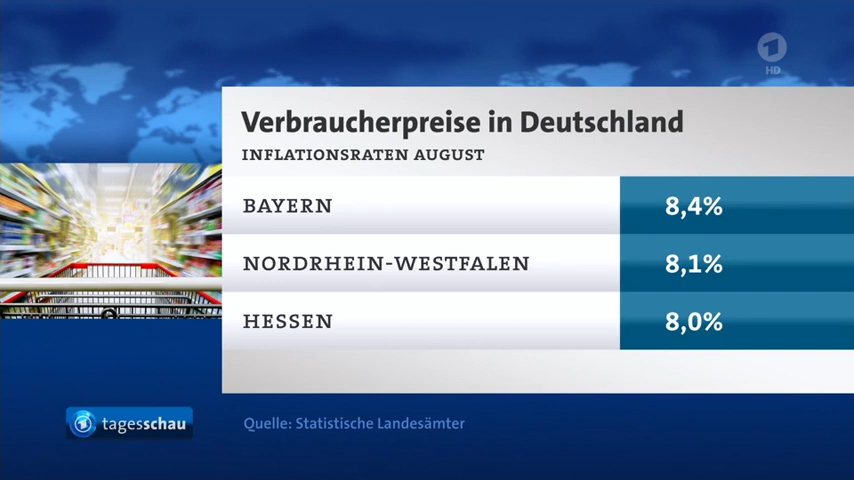 1
HD
Verbraucherpreise in Deutschland
INFLATIONSRATEN AUGUST
BAYERN 8,4%
NORDRHEIN-WESTFALEN 8,1%
HESSEN 8,0%
tagesschau
Quelle: Statistische Landesämter